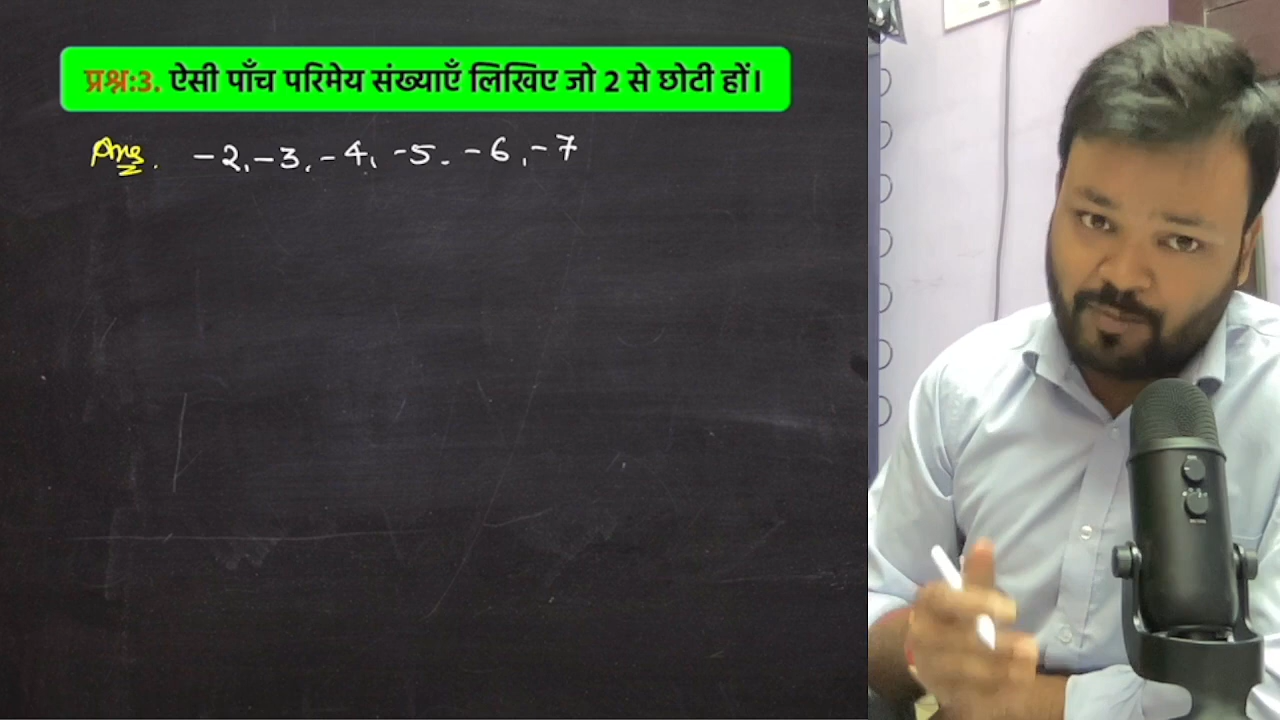 प्रश्न:3. ऐसी पाँच परिमेय संख्याएँ लिखिए जो 2 से छोटी हों।
Ans. -2, -3, -4, -5, -6, -7